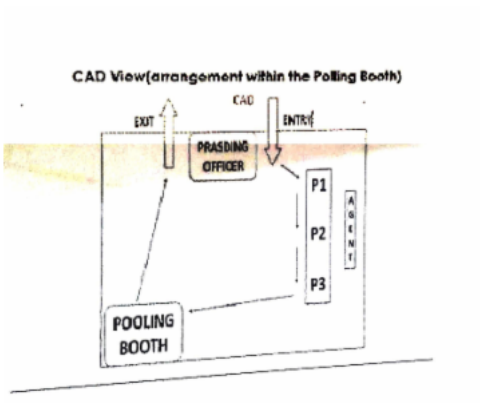 CAD View(arrangement within the Polling Booth)
CAD
EXIT
ENTRY
PRASDING
OFFICER
P1
P2
P3
AGENT
POOLING
BOOTH